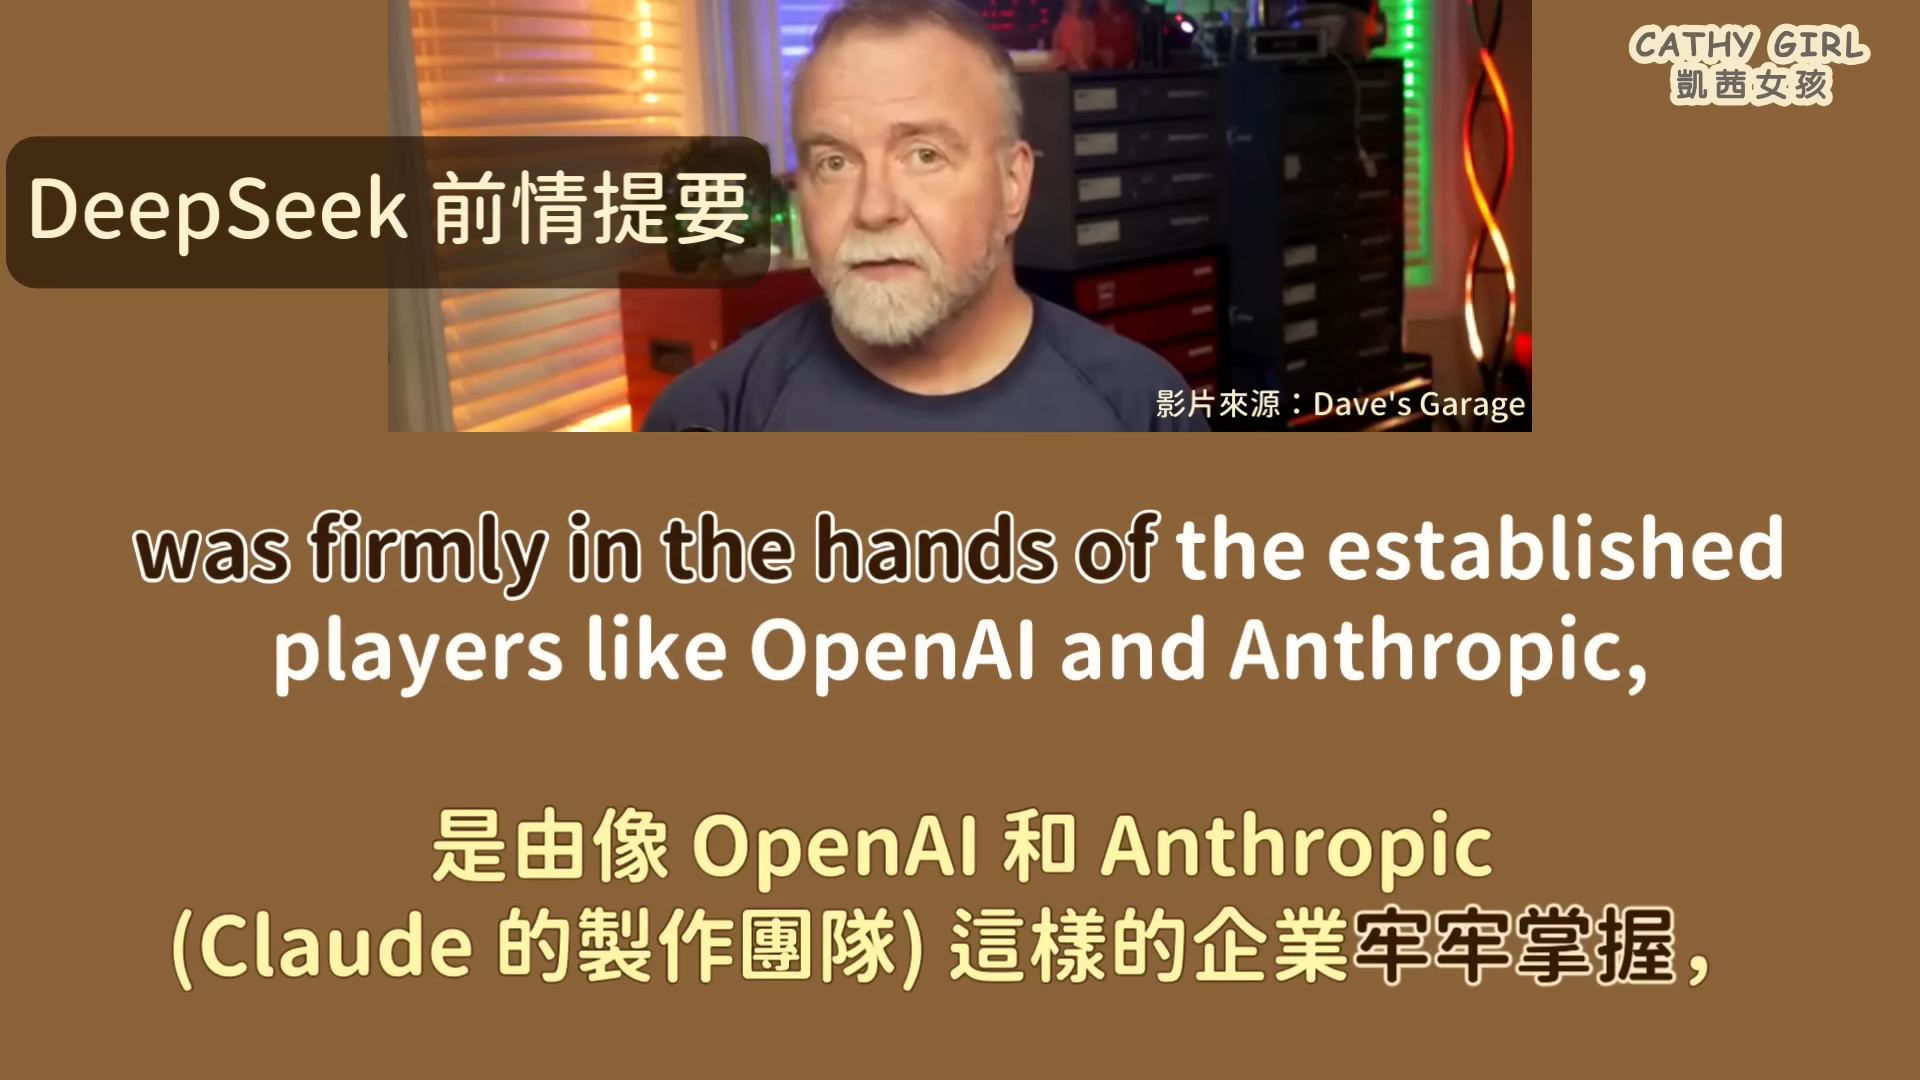 CATHY GIRL
凱茜女孩
DeepSeek 前情提要
影片來源：Dave's Garage
was firmly in the hands of the established
players like OpenAI and Anthropic,
是由像 OpenAI 和 Anthropic
(Claude 的製作團隊) 這樣的企業牢牢掌握，